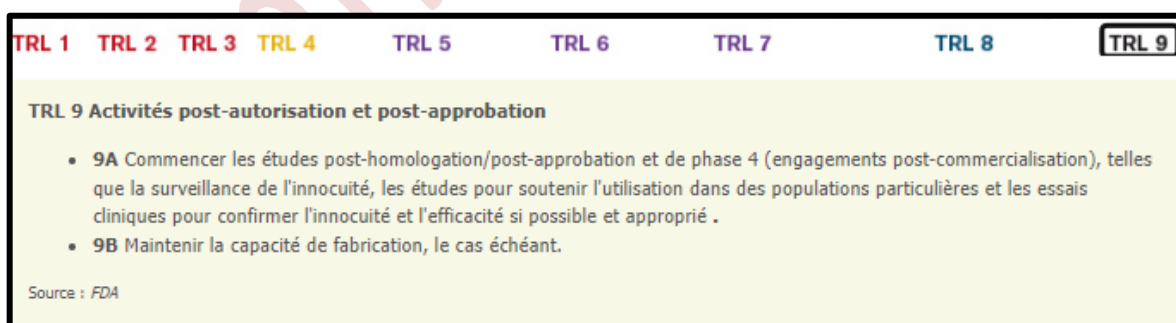 TRL 1 TRL 2 TRL 3 TRL 4 TRL 5 TRL 6 TRL 7 TRL 8 TRL 9
TRL 9 Activités post-autorisation et post-approbation
• 9A Commencer les études post-homologation/post-approbation et de phase 4 (engagements post-commercialisation), telles
que la surveillance de l'innocuité, les études pour soutenir l'utilisation dans des populations particulières et les essais
cliniques pour confirmer l'innocuité et l'efficacité si possible et approprié .
• 9B Maintenir la capacité de fabrication, le cas échéant.
Source : FDA